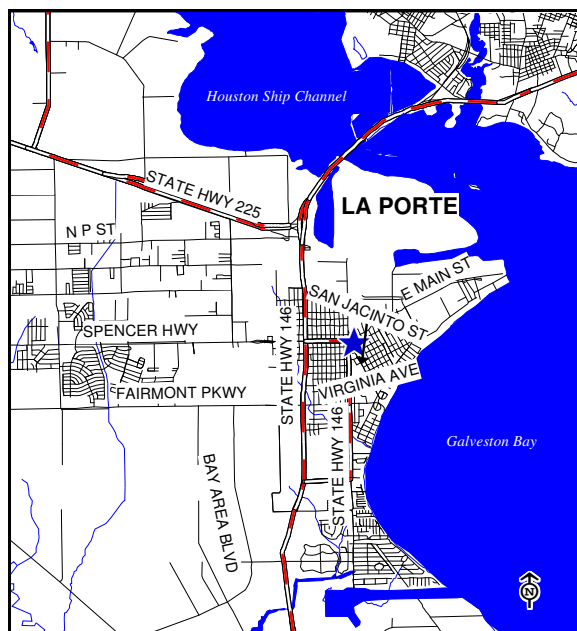 Houston Ship Channel
STATE HWY 225
LA PORTE
N P ST
E MAIN ST
SAN JACINTO ST
SPENCER HWY
STATE HWY 146
FAIRMONT PKWY
VIRGINIA AVE
Galveston Bay
BAY AREA BLVD
STATE HWY 146
N